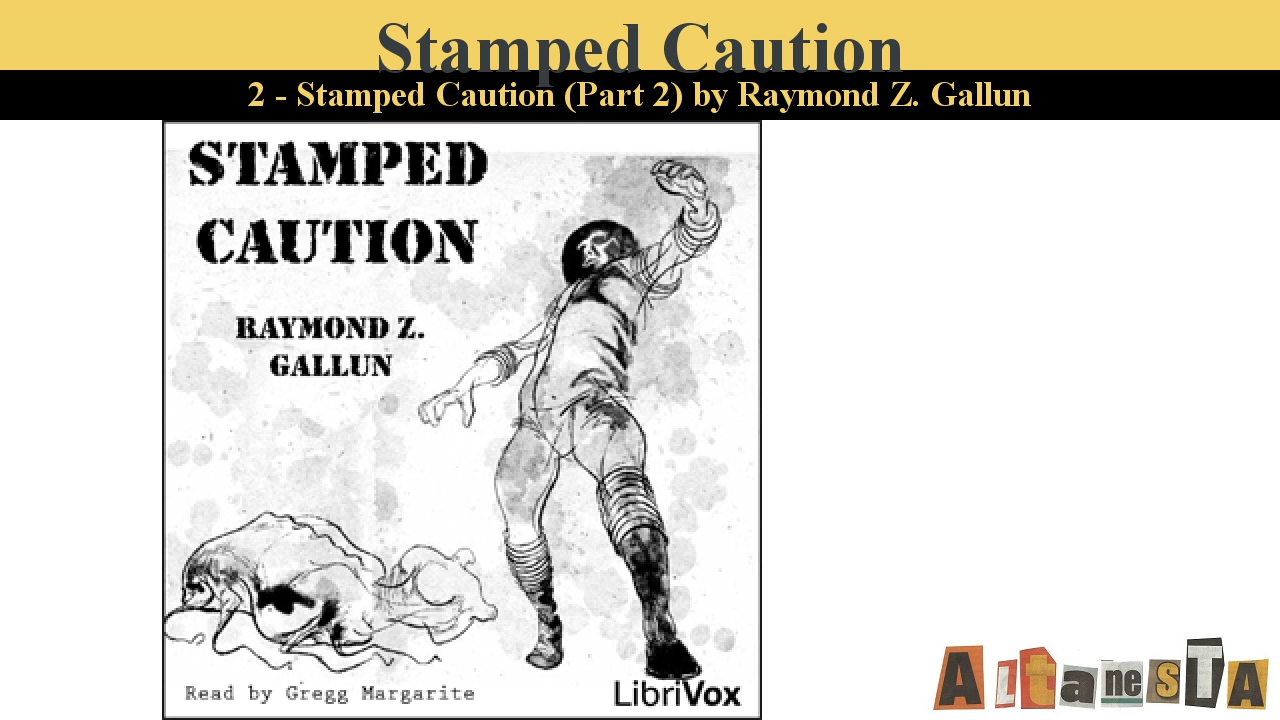 Stamped Caution
2 - Stamped Caution (Part 2) by Raymond Z. Gallun
STAMPED
CAUTION
RAYMOND Z.
GALLUN
Read by Gregg Margarite
LibriVox
AltanesTA